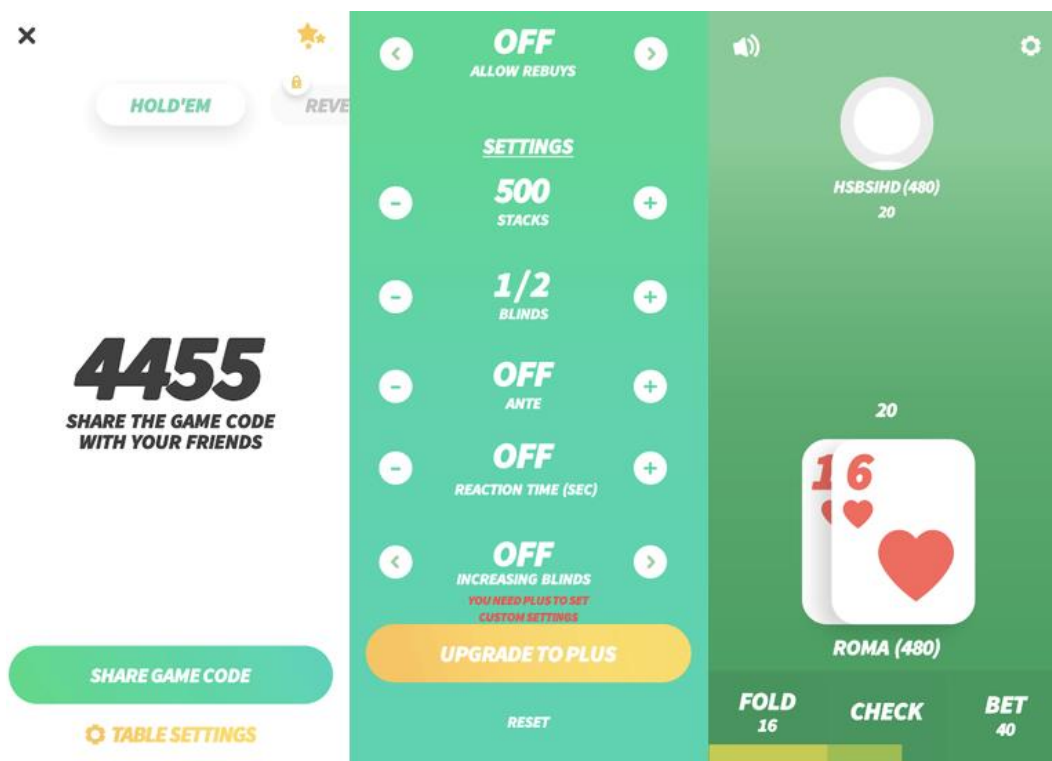 HOLD'EM
REVE
4455
SHARE THE GAME CODE
WITH YOUR FRIENDS
SHARE GAME CODE
TABLE SETTINGS
OFF
ALLOW REBUYS
SETTINGS
500
STACKS
1/2
BLINDS
OFF
ANTE
OFF
REACTION TIME (SEC)
OFF
INCREASING BLINDS
YOU NEED PLUS TO SET
CUSTOM SETTINGS
UPGRADE TO PLUS
RESET
HSBSIHD (480)
20
20
1 6
ROMA (480)
FOLD
16
CHECK
BET
40